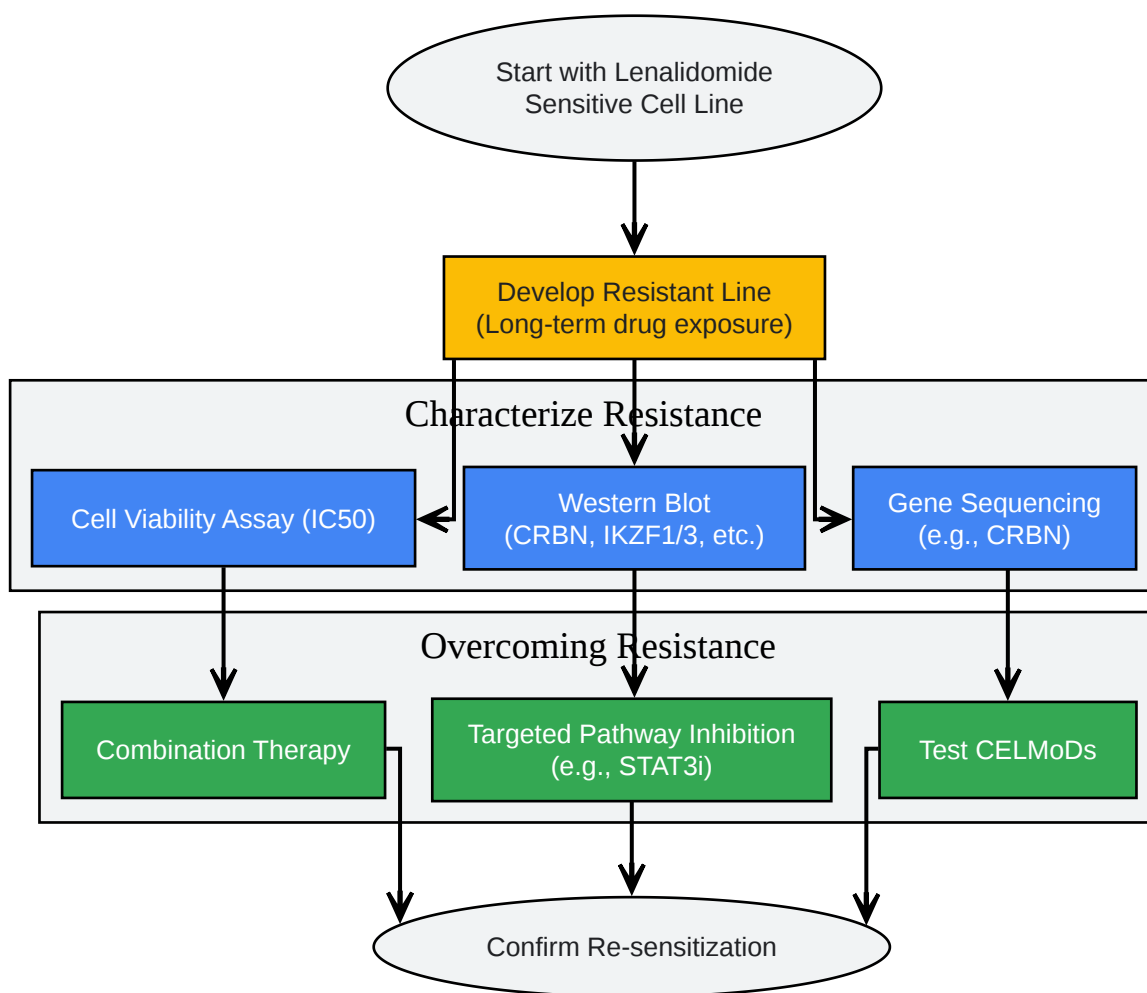 Start with Lenalidomide
Sensitive Cell Line
Develop Resistant Line
(Long-term drug exposure)
Characterize Resistance
Cell Viability Assay (IC50)
Western Blot
(CRBN, IKZF1/3, etc.)
Gene Sequencing
(e.g., CRBN)
Overcoming Resistance
Combination Therapy
Targeted Pathway Inhibition
(e.g., STAT3i)
Test CELMoDs
Confirm Re-sensitization